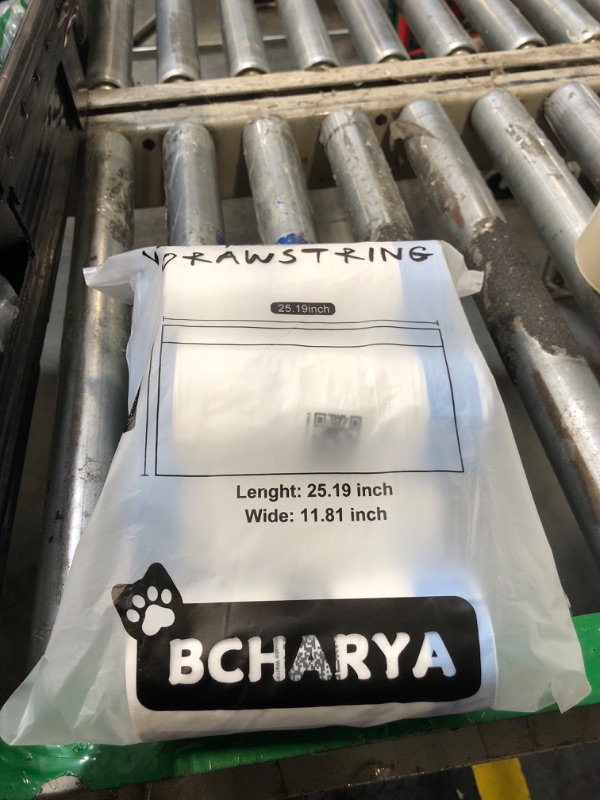 DRAWSTRING
25.19inch
Lenght: 25.19 inch
Wide: 11.81 inch
BCHARYA